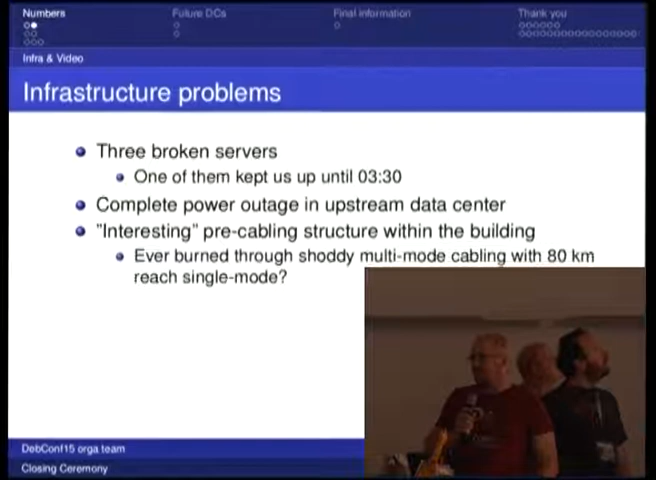 Numbers
Future DCs
Final information
Thank you
Infra & Video
Infrastructure problems
Three broken servers
One of them kept us up until 03:30
Complete power outage in upstream data center
"Interesting" pre-cabling structure within the building
Ever burned through shoddy multi-mode cabling with 80 km
reach single-mode?
DebConf15 orga team
Closing Ceremony